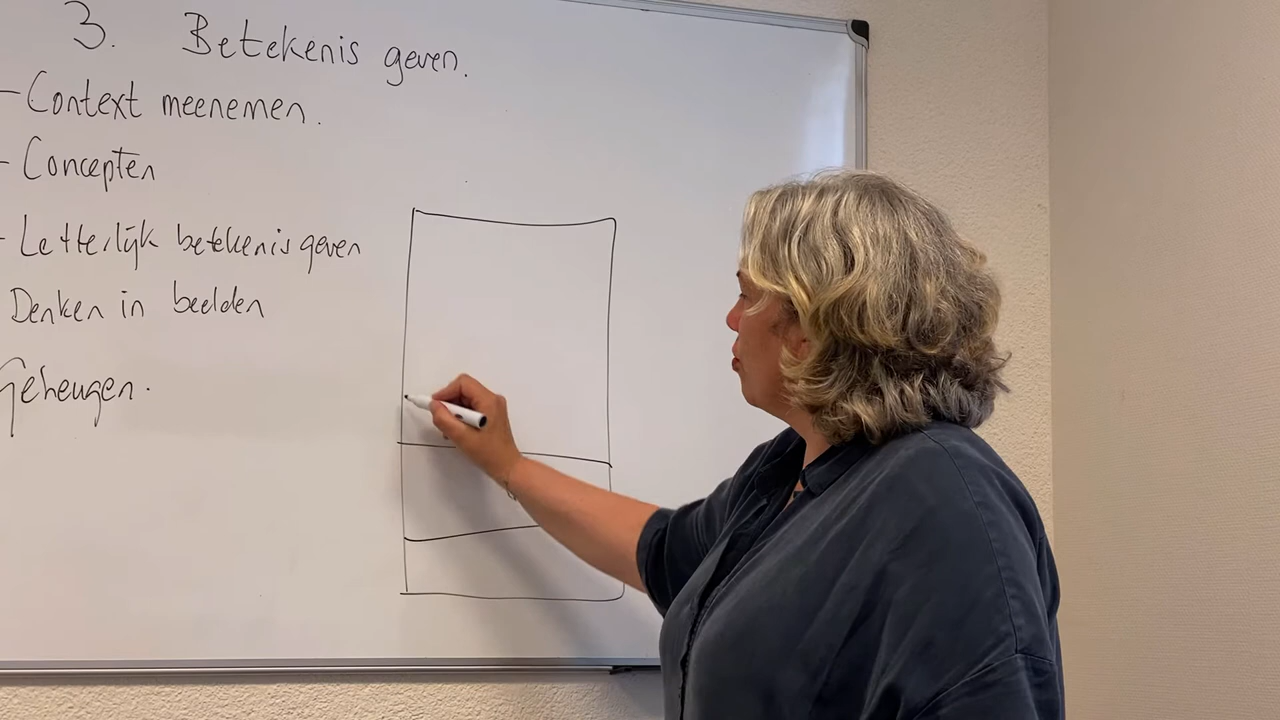 3. Betekenis geven.
- Context meenemen.
- Concepten
- Letterlijk betekenis geven
Denken in beelden
Geheugen.